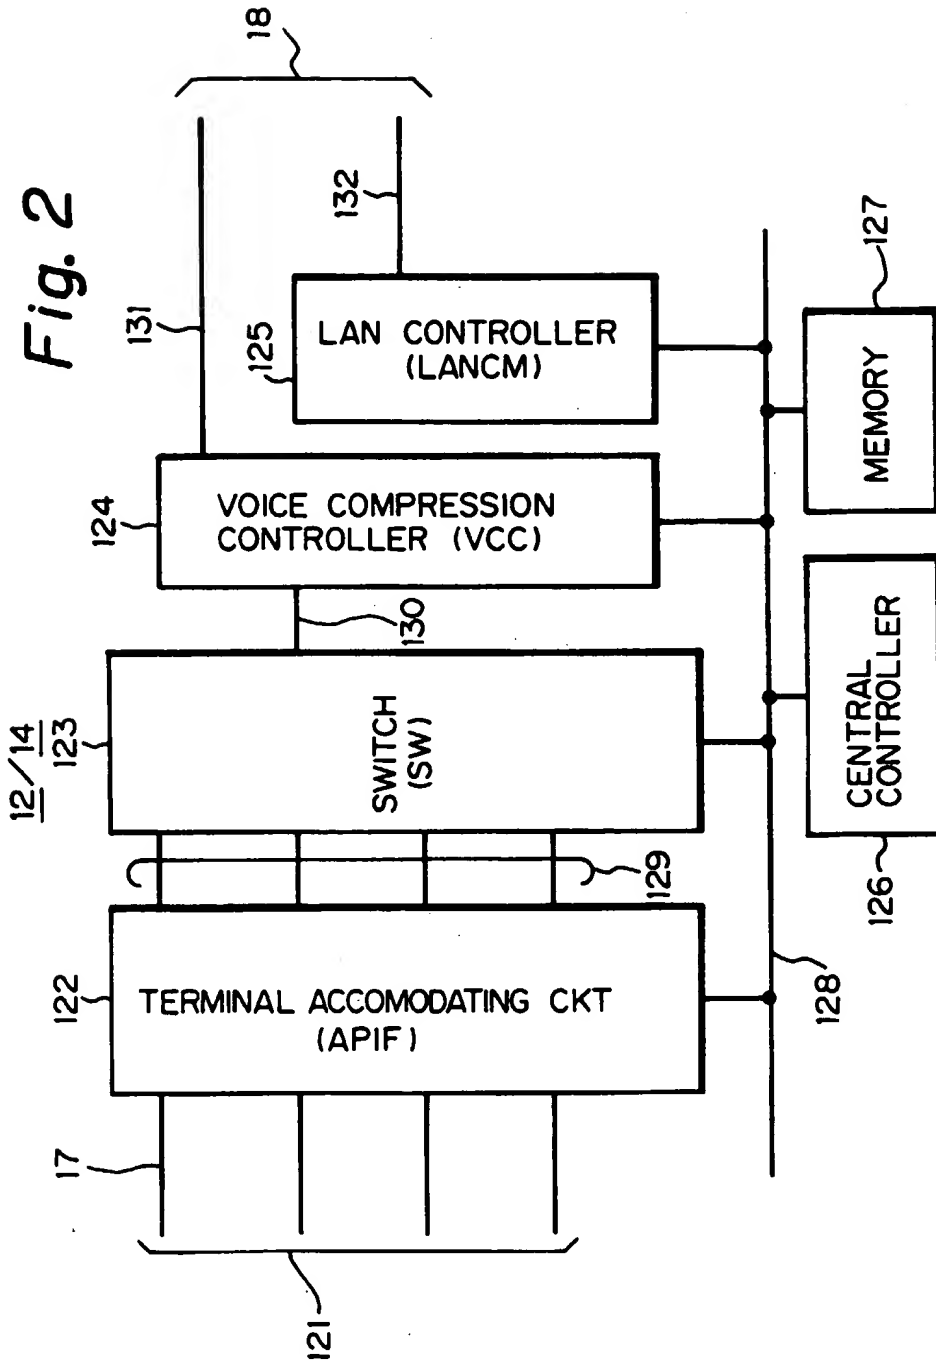 Fig. 2
12/14
17
121
122
TERMINAL ACCOMODATING CKT
(APIF)
129
123
SWITCH
(SW)
130
124
VOICE COMPRESSION
CONTROLLER (VCC)
131
125
LAN CONTROLLER
(LANCM)
132
18
128
126
CENTRAL
CONTROLLER
127
MEMORY